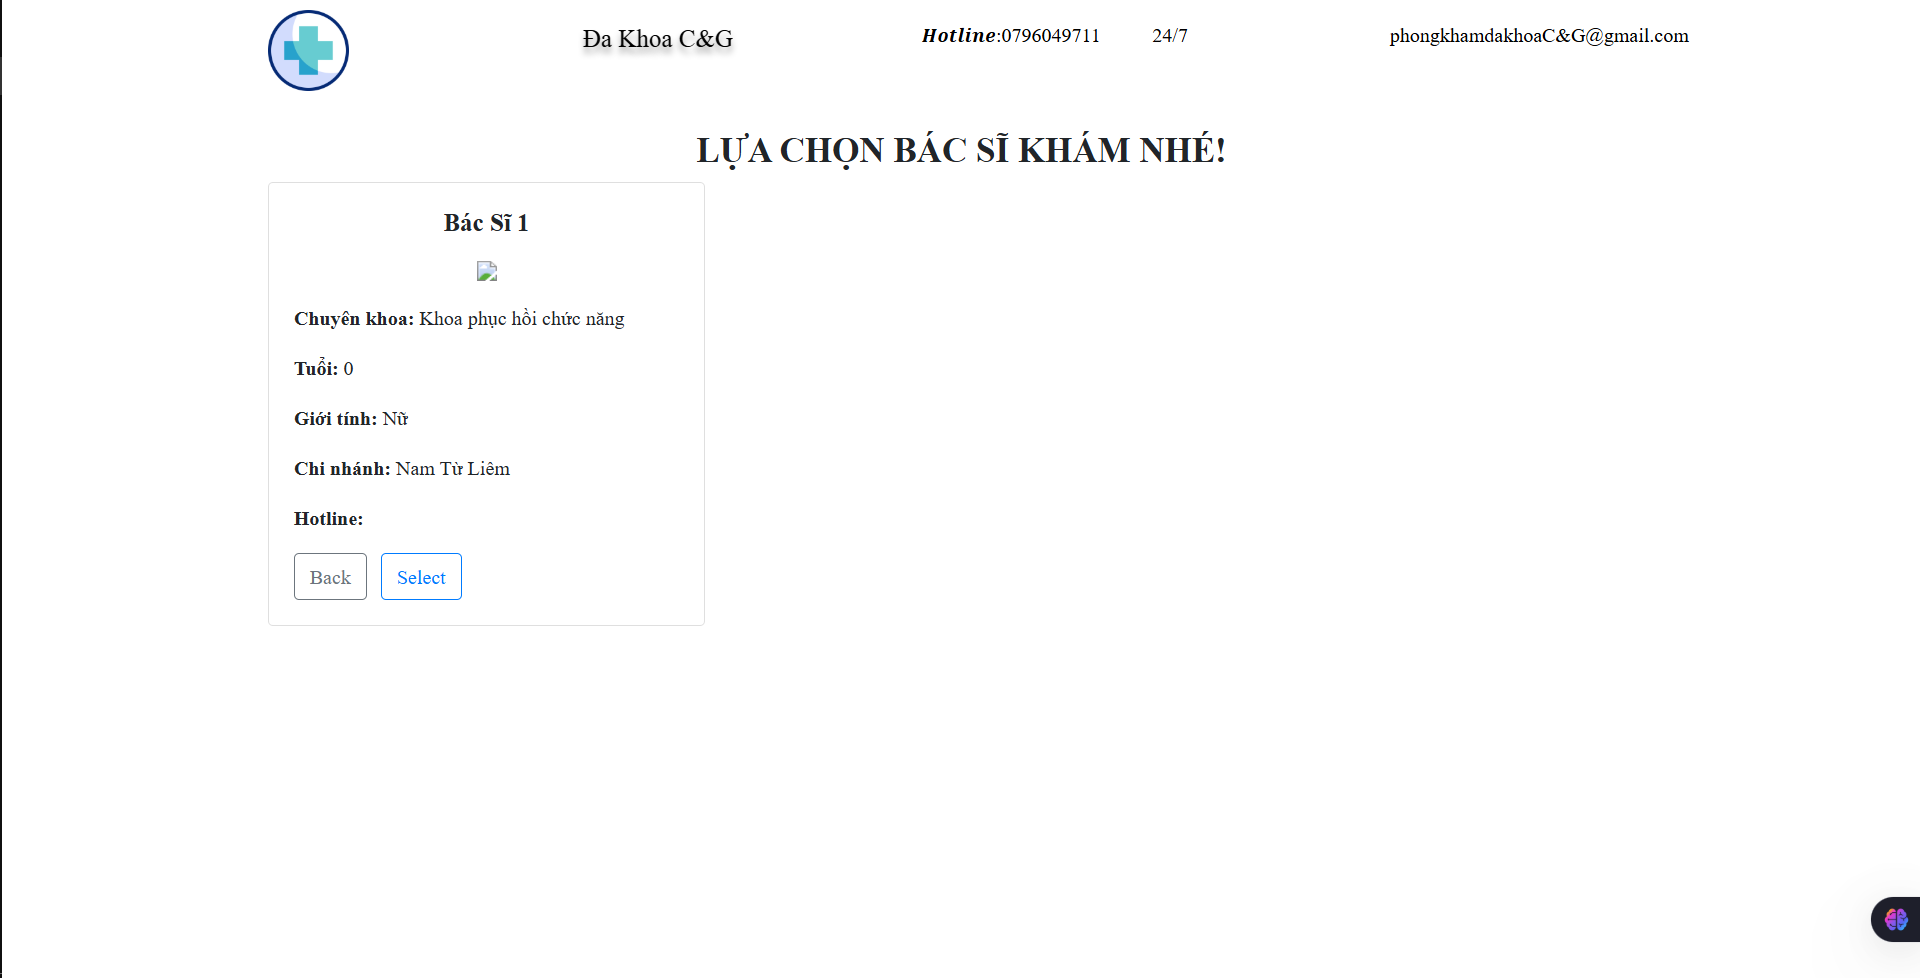 Đa Khoa C&G
Hotline:0796049711 24/7
phongkhamdakhoaC&G@gmail.com
LỰA CHỌN BÁC SĨ KHÁM NHÉ!
Bác Sĩ 1
Chuyên khoa: Khoa phục hồi chức năng
Tuổi: 0
Giới tính: Nữ
Chi nhánh: Nam Từ Liêm
Hotline:
Back Select